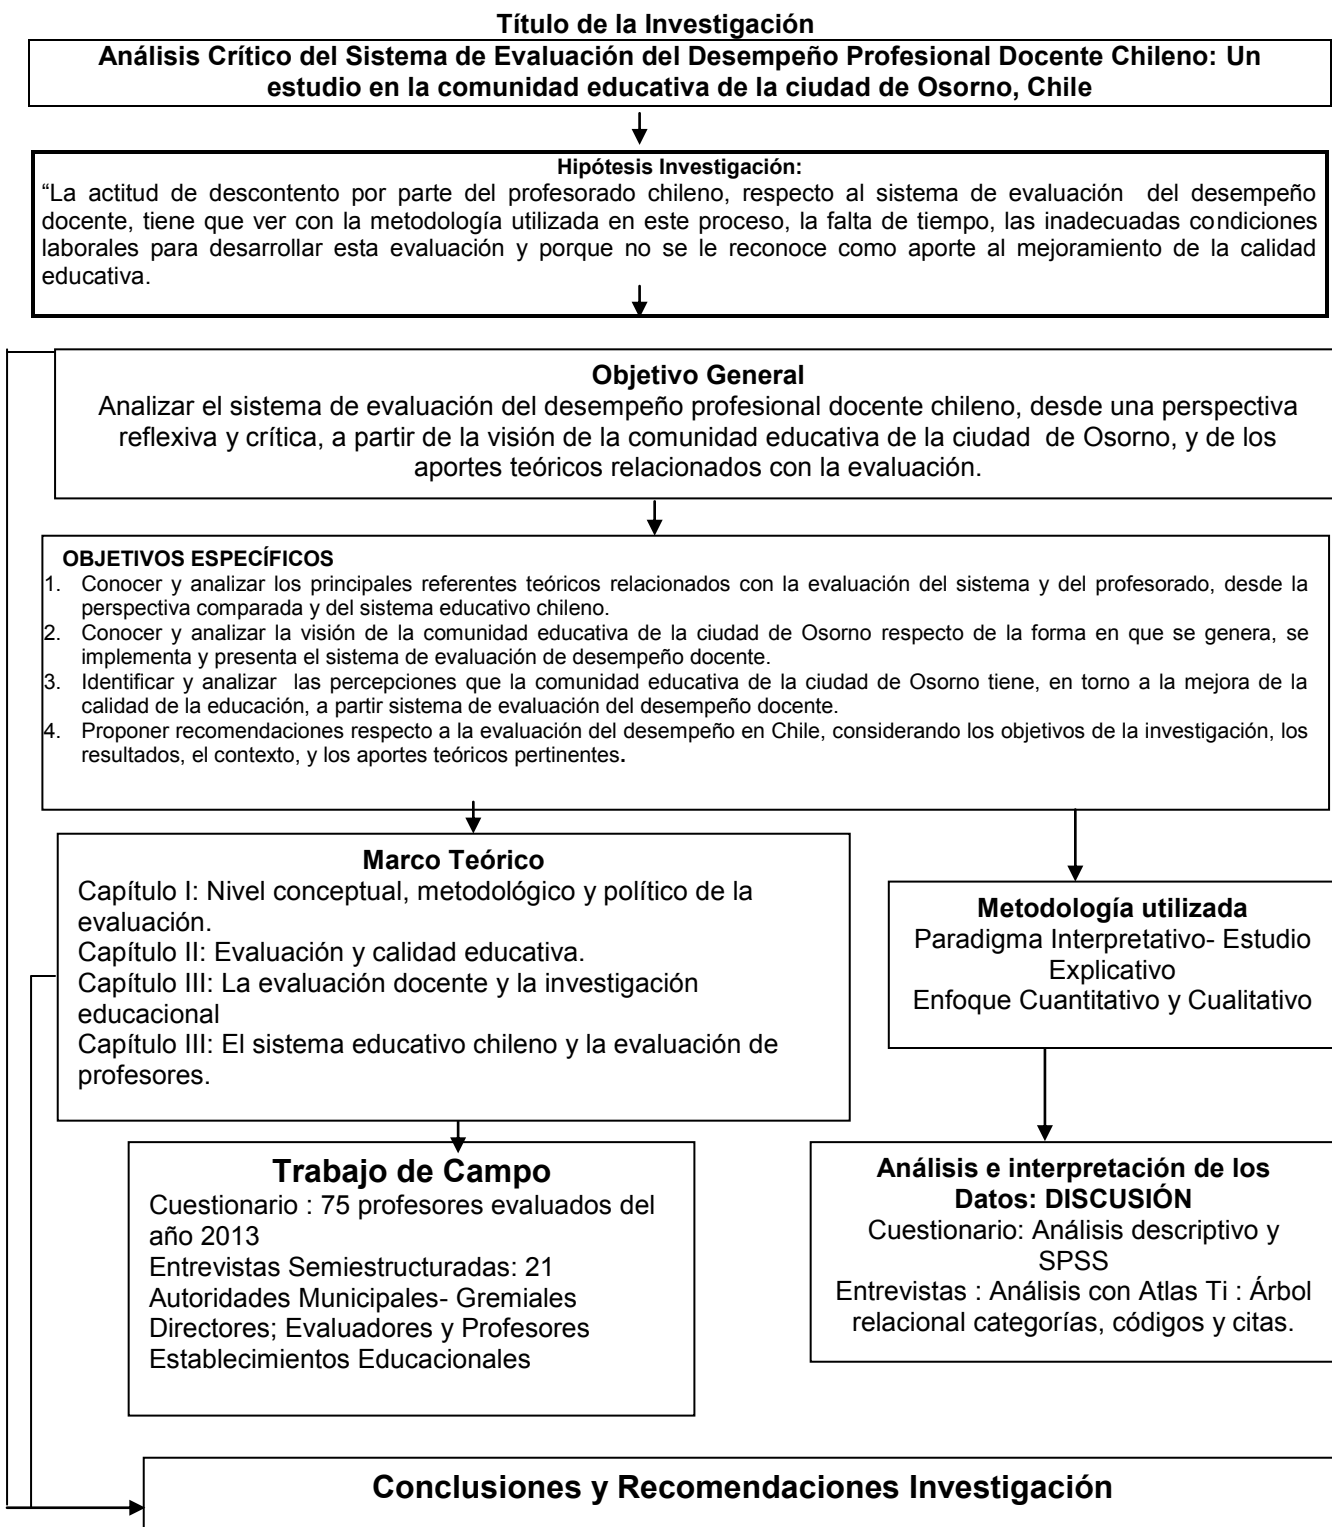 Título de la Investigación
Análisis Crítico del Sistema de Evaluación del Desempeño Profesional Docente Chileno: Un
estudio en la comunidad educativa de la ciudad de Osorno, Chile
Hipótesis Investigación:
“La actitud de descontento por parte del profesorado chileno, respecto al sistema de evaluación del desempeño
docente, tiene que ver con la metodología utilizada en este proceso, la falta de tiempo, las inadecuadas condiciones
laborales para desarrollar esta evaluación y porque no se le reconoce como aporte al mejoramiento de la calidad
educativa.
Objetivo General
Analizar el sistema de evaluación del desempeño profesional docente chileno, desde una perspectiva
reflexiva y crítica, a partir de la visión de la comunidad educativa de la ciudad de Osorno, y de los
aportes teóricos relacionados con la evaluación.
OBJETIVOS ESPECÍFICOS
1. Conocer y analizar los principales referentes teóricos relacionados con la evaluación del sistema y del profesorado, desde la
perspectiva comparada y del sistema educativo chileno.
2. Conocer y analizar la visión de la comunidad educativa de la ciudad de Osorno respecto de la forma en que se genera, se
implementa y presenta el sistema de evaluación de desempeño docente.
3. Identificar y analizar las percepciones que la comunidad educativa de la ciudad de Osorno tiene, en torno a la mejora de la
calidad de la educación, a partir sistema de evaluación del desempeño docente.
4. Proponer recomendaciones respecto a la evaluación del desempeño en Chile, considerando los objetivos de la investigación, los
resultados, el contexto, y los aportes teóricos pertinentes.
Marco Teórico
Capítulo I: Nivel conceptual, metodológico y político de la
evaluación.
Capítulo II: Evaluación y calidad educativa.
Capítulo III: La evaluación docente y la investigación
educacional
Capítulo III: El sistema educativo chileno y la evaluación de
profesores.
Metodología utilizada
Paradigma Interpretativo- Estudio
Explicativo
Enfoque Cuantitativo y Cualitativo
Trabajo de Campo
Cuestionario : 75 profesores evaluados del
año 2013
Entrevistas Semiestructuradas: 21
Autoridades Municipales- Gremiales
Directores; Evaluadores y Profesores
Establecimientos Educacionales
Análisis e interpretación de los
Datos: DISCUSIÓN
Cuestionario: Análisis descriptivo y
SPSS
Entrevistas : Análisis con Atlas Ti : Árbol
relacional categorías, códigos y citas.
Conclusiones y Recomendaciones Investigación